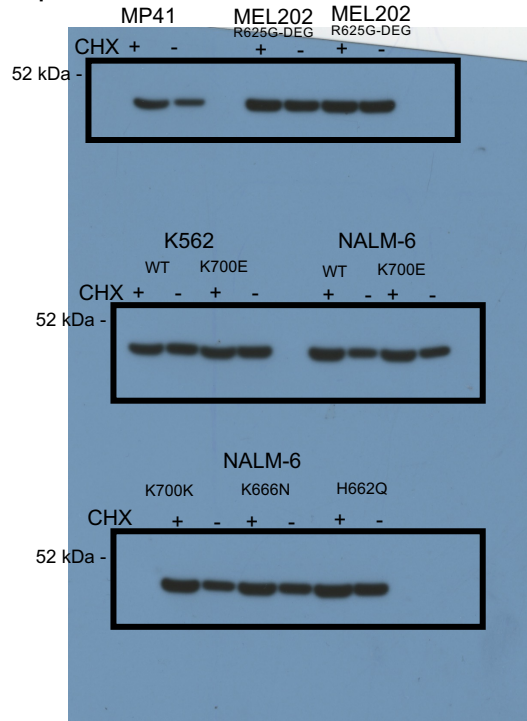 MP41 MEL202 MEL202
R625G-DEG R625G-DEG
CHX + - + - + -
52 kDa -
K562 NALM-6
WT K700E WT K700E
CHX + - + - + - + -
52 kDa -
NALM-6
K700K K666N H662Q
CHX + - + - + -
52 kDa -